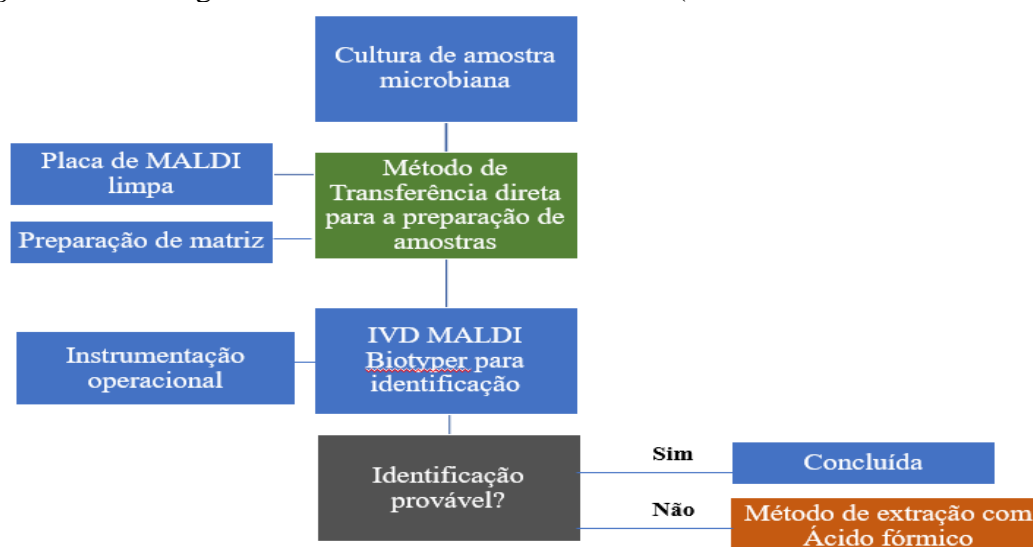 Cultura de amostra
microbiana
Placa de MALDI
limpa
Preparação de matriz
Método de
Transferência direta
para a preparação de
amostras
Instrumentação
operacional
IVD MALDI
Biotyper para
identificação
Identificação
provável?
Sim
Concluída
Não
Método de extração com
Ácido fórmico